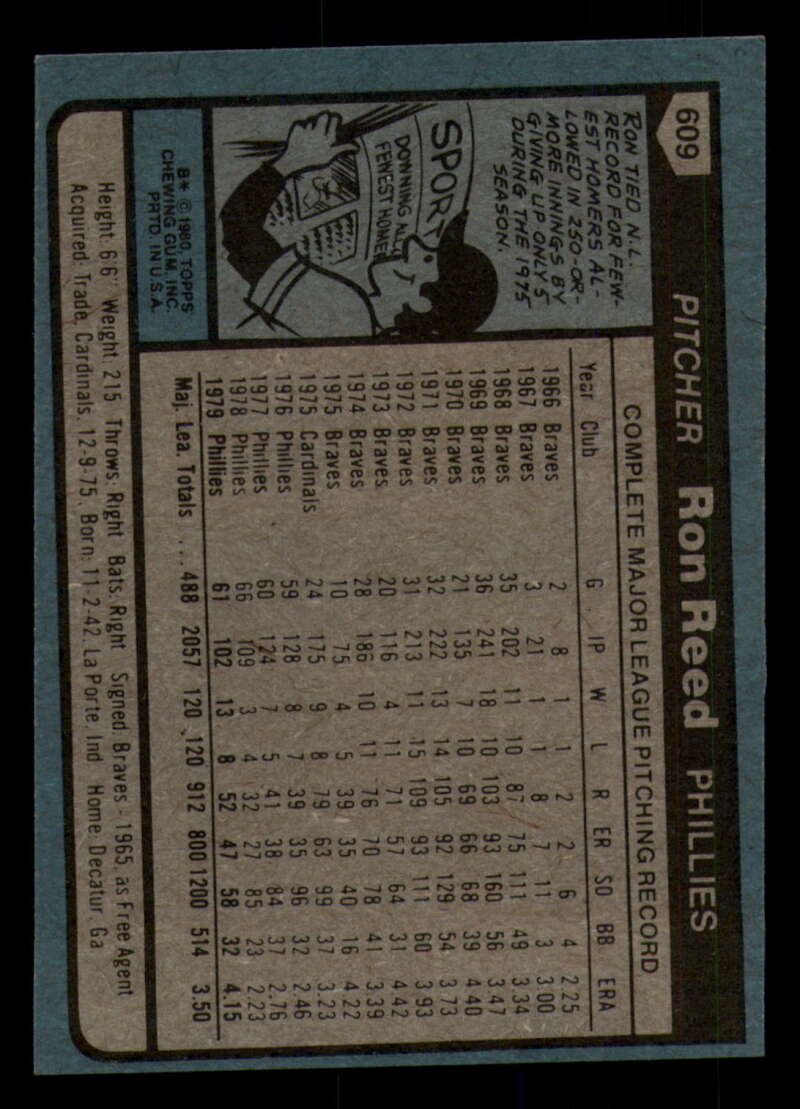 609
PITCHER Ron Reed PHILLIES
RON TIED N.L.
RECORD FOR FEW-
EST HOMERS AL-
LOWED IN 250-OR-
MORE INNINGS BY
GIVING UP ONLY 5
DURING THE 1975
SEASON.
SPORT
DOWNING ALL
FEWEST HOME
B* © 1980 TOPPS
CHEWING GUM, INC.
PRTD. IN U.S.A.
COMPLETE MAJOR LEAGUE PITCHING RECORD
Year Club G IP W L R ER SO BB ERA
1966 Braves 2 8 1 1 2 2 6 4 2.25
1967 Braves 3 21 1 1 8 7 11 3 3.00
1968 Braves 35 202 11 10 87 75 111 49 3.34
1969 Braves 36 241 18 10 103 93 160 56 3.47
1970 Braves 21 135 7 10 69 66 68 39 4.40
1971 Braves 32 222 13 14 105 92 129 54 3.73
1972 Braves 31 213 11 15 109 93 111 60 3.93
1973 Braves 20 116 4 11 71 57 64 31 4.42
1974 Braves 28 186 10 11 76 70 78 41 3.39
1975 Braves 10 75 4 5 39 35 40 16 4.22
1975 Cardinals 24 175 9 8 79 63 99 37 3.23
1976 Phillies 59 128 8 7 39 35 96 32 2.46
1977 Phillies 60 124 7 5 41 38 84 37 2.76
1978 Phillies 66 109 3 4 32 27 85 23 2.23
1979 Phillies 61 102 13 8 52 47 58 32 4.15
Maj. Lea. Totals ... 488 2057 120 120 912 800 1200 514 3.50
Height: 6'6" Weight: 215 Throws: Right Bats: Right Signed: Braves - 1965, as Free Agent
Acquired: Trade, Cardinals, 12-9-75. Born: 11-2-42, La Porte, Ind Home: Decatur, Ga